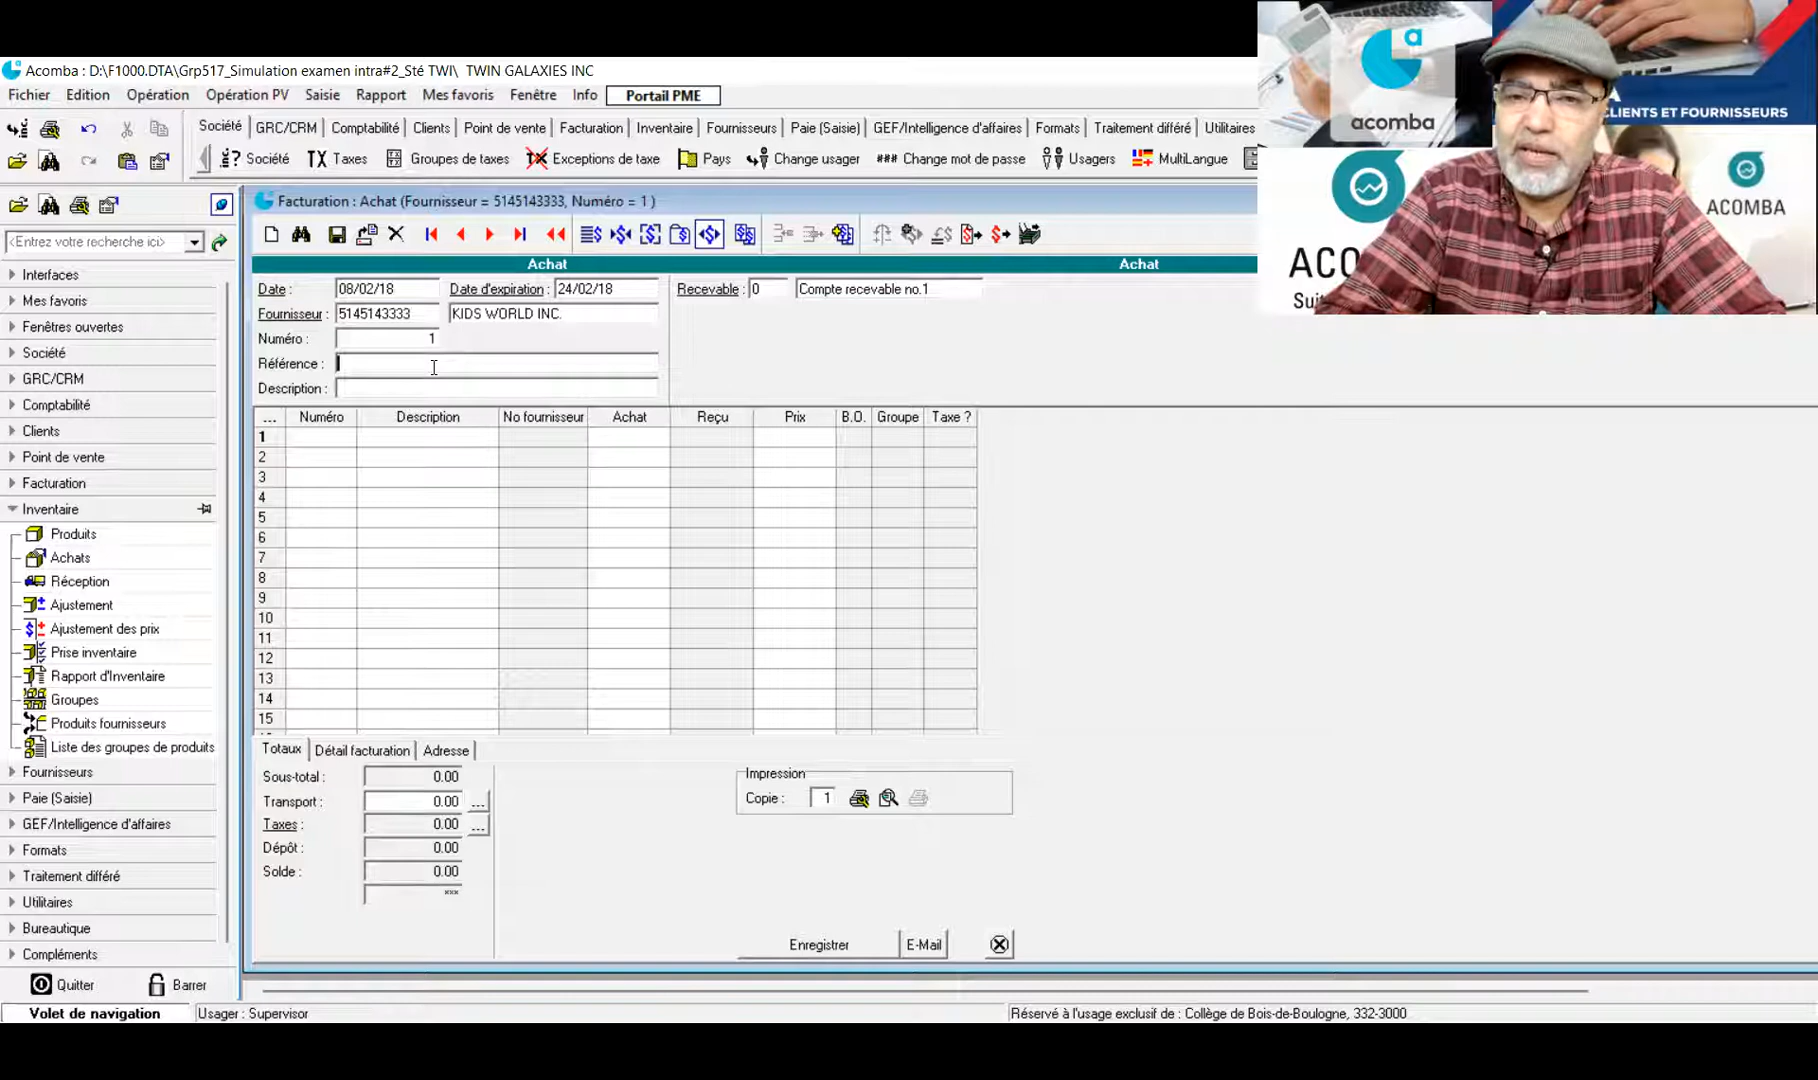 Acomba : D:\F1000.DTA\Grp517_Simulation examen intra#2_Sté TWI\ TWIN GALAXIES INC
Fichier Edition Opération Opération PV Saisie Rapport Mes favoris Fenêtre Info Portail PME
Société GRC/CRM Comptabilité Clients Point de vente Facturation Inventaire Fournisseurs Paie (Saisie) GEF/Intelligence d'affaires Formats Traitement différé Utilitaires
Société Taxes Groupes de taxes Exceptions de taxe Pays Change usager Change mot de passe Usagers MultiLangue
acomba
CLIENTS ET FOURNISSEURS
ACOMBA
<Entrez votre recherche ici>
Interfaces
Mes favoris
Fenêtres ouvertes
Société
GRC/CRM
Comptabilité
Clients
Point de vente
Facturation
Inventaire
Produits
Achats
Réception
Ajustement
Ajustement des prix
Prise inventaire
Rapport d'Inventaire
Groupes
Produits fournisseurs
Liste des groupes de produits
Fournisseurs
Paie (Saisie)
GEF/Intelligence d'affaires
Formats
Traitement différé
Utilitaires
Bureautique
Compléments
Quitter Barrer
Facturation : Achat (Fournisseur = 5145143333, Numéro = 1 )
Achat Achat
Date : 08/02/18 Date d'expiration : 24/02/18 Recevable : 0 Compte recevable no.1
Fournisseur : 5145143333 KIDS WORLD INC.
Numéro : 1
Référence :
Description :
... Numéro Description No fournisseur Achat Reçu Prix B.O. Groupe Taxe ?
1
2
3
4
5
6
7
8
9
10
11
12
13
14
15
Totaux Détail facturation Adresse
Sous-total : 0.00
Transport : 0.00 ...
Taxes : 0.00 ...
Dépôt : 0.00
Solde : 0.00
×××
Impression
Copie : 1
Enregistrer E-Mail
Volet de navigation Usager : Supervisor Réservé à l'usage exclusif de : Collège de Bois-de-Boulogne, 332-3000